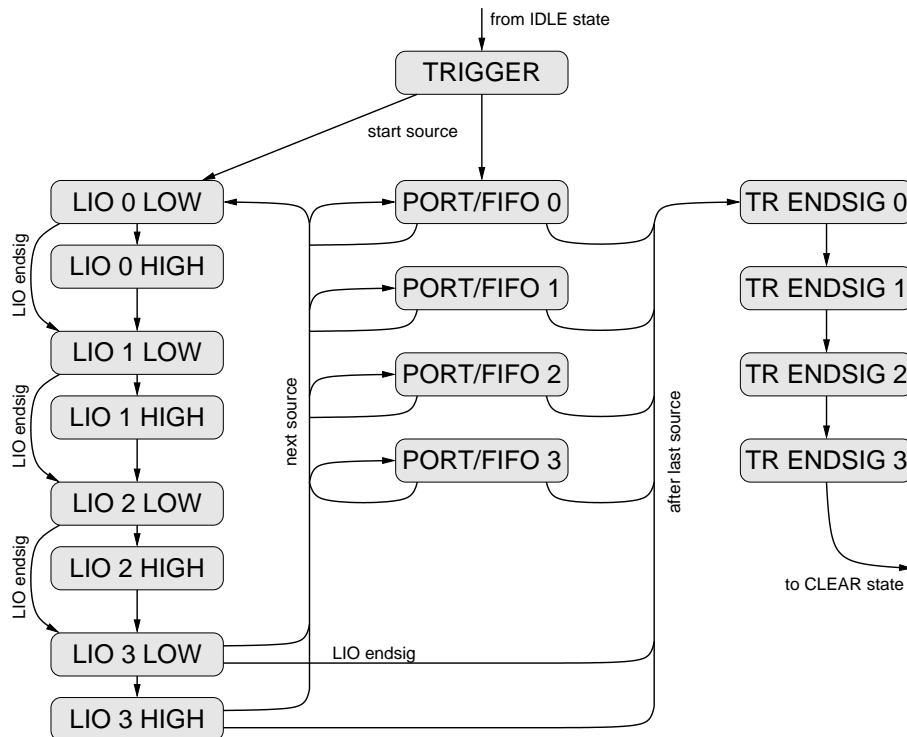 from IDLE state
TRIGGER
start source
LIO 0 LOW
PORT/FIFO 0
TR ENDSIG 0
LIO endsig
LIO 0 HIGH
PORT/FIFO 1
TR ENDSIG 1
LIO 1 LOW
PORT/FIFO 2
TR ENDSIG 2
LIO endsig
LIO 1 HIGH
next source
after last source
PORT/FIFO 3
TR ENDSIG 3
LIO 2 LOW
LIO endsig
LIO 2 HIGH
to CLEAR state
LIO 3 LOW
LIO endsig
LIO 3 HIGH